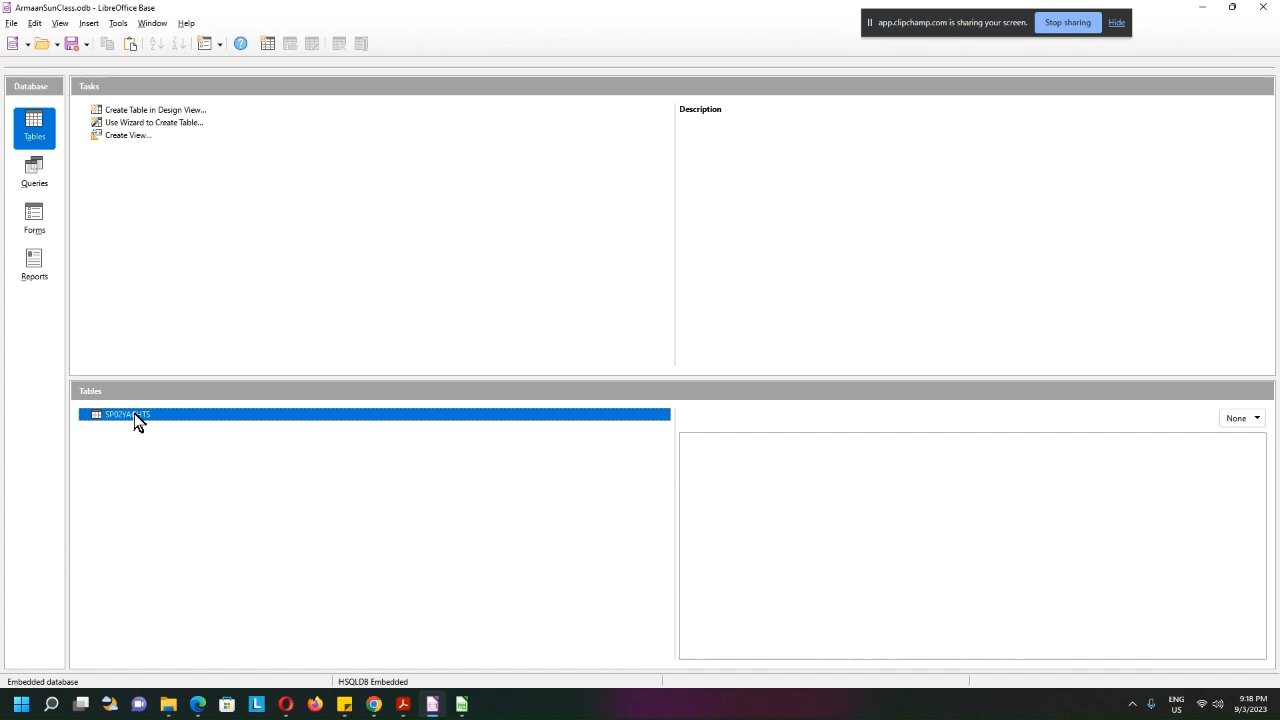 ArmaanSunClass.odb - LibreOffice Base
File Edit View Insert Tools Window Help
app.clipchamp.com is sharing your screen. Stop sharing Hide
Database
Tasks
Tables
Queries
Forms
Reports
Create Table in Design View...
Use Wizard to Create Table...
Create View...
Description
Tables
SP02YACHTS
None
Embedded database
HSQLDB Embedded
ENG
US
9:18 PM
9/3/2023